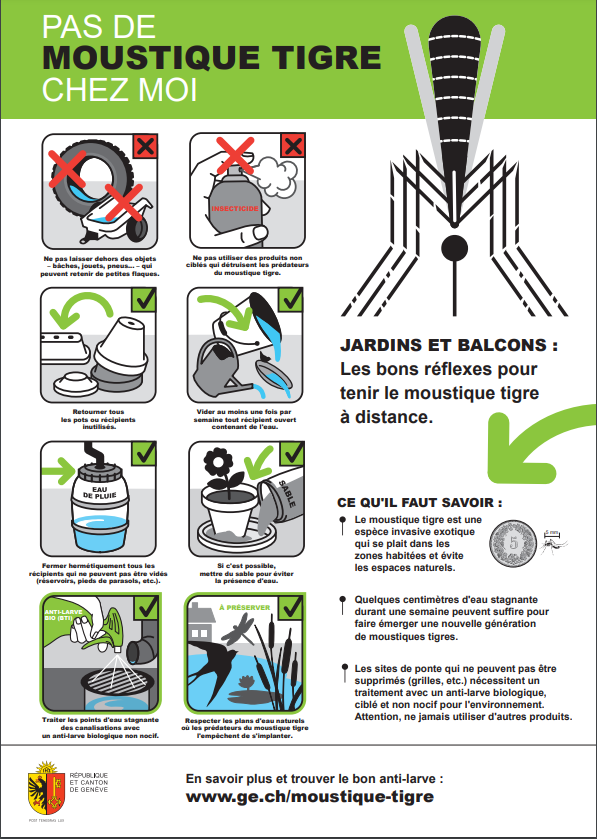 PAS DE
MOUSTIQUE TIGRE
CHEZ MOI
Ne pas laisser dehors des objets
– bâches, jouets, pneus... – qui
peuvent retenir de petites flaques.
INSECTICIDE
Ne pas utiliser des produits non
ciblés qui détruisent les prédateurs
du moustique tigre.
Retourner tous
les pots ou récipients
inutilisés.
Vider au moins une fois par
semaine tout récipient ouvert
contenant de l'eau.
EAU
DE PLUIE
Fermer hermétiquement tous les
récipients qui ne peuvent pas être vidés
(réservoirs, pieds de parasols, etc.).
SABLE
Si c'est possible,
mettre du sable pour éviter
la présence d'eau.
ANTI-LARVE
BIO (BTI)
Traiter les points d'eau stagnante
des canalisations avec
un anti-larve biologique non nocif.
À PRÉSERVER
Respecter les plans d'eau naturels
où les prédateurs du moustique tigre
l'empêchent de s'implanter.
JARDINS ET BALCONS :
Les bons réflexes pour
tenir le moustique tigre
à distance.
CE QU'IL FAUT SAVOIR :
Le moustique tigre est une
espèce invasive exotique
qui se plaît dans les
zones habitées et évite
les espaces naturels.
5
5 mm
Quelques centimètres d'eau stagnante
durant une semaine peuvent suffire pour
faire émerger une nouvelle génération
de moustiques tigres.
Les sites de ponte qui ne peuvent pas être
supprimés (grilles, etc.) nécessitent un
traitement avec un anti-larve biologique,
ciblé et non nocif pour l'environnement.
Attention, ne jamais utiliser d'autres produits.
RÉPUBLIQUE
ET CANTON
DE GENÈVE
POST TENEBRAS LUX
En savoir plus et trouver le bon anti-larve :
www.ge.ch/moustique-tigre